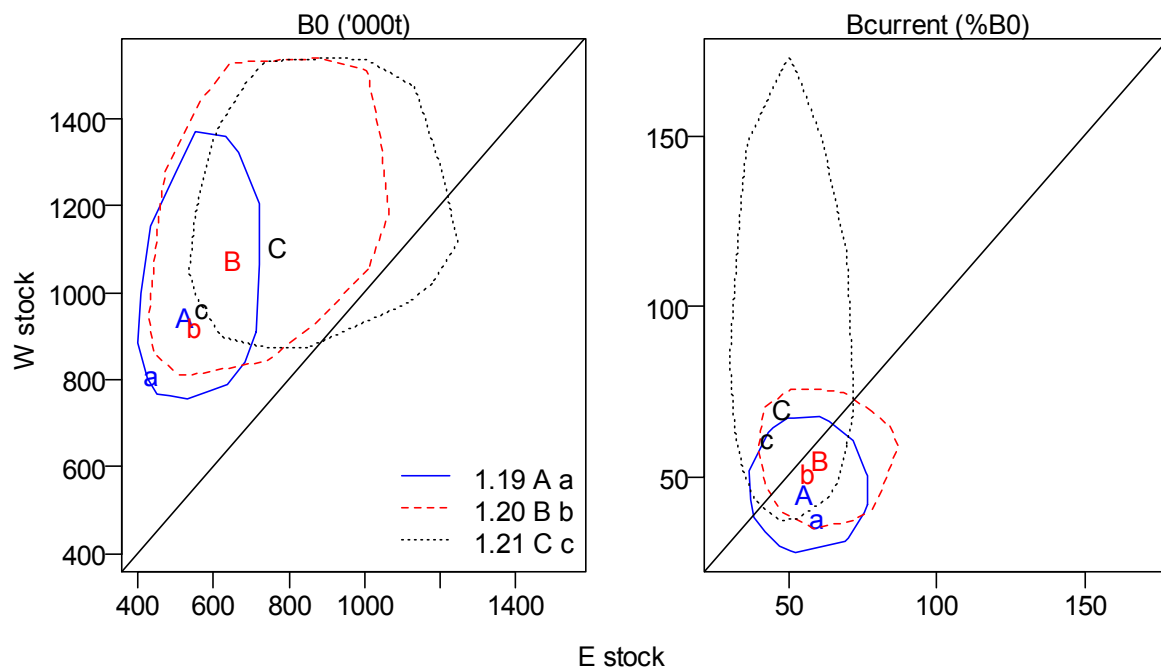 B0 ('000t)
Bcurrent (%B0)
W stock
1400
1200
1000
800
600
400
C
B
A
c
b
a
1.19 A a
1.20 B b
1.21 C c
400 600 800 1000 1400
150
100
50
C
c
B
b
A
a
50 100 150
E stock